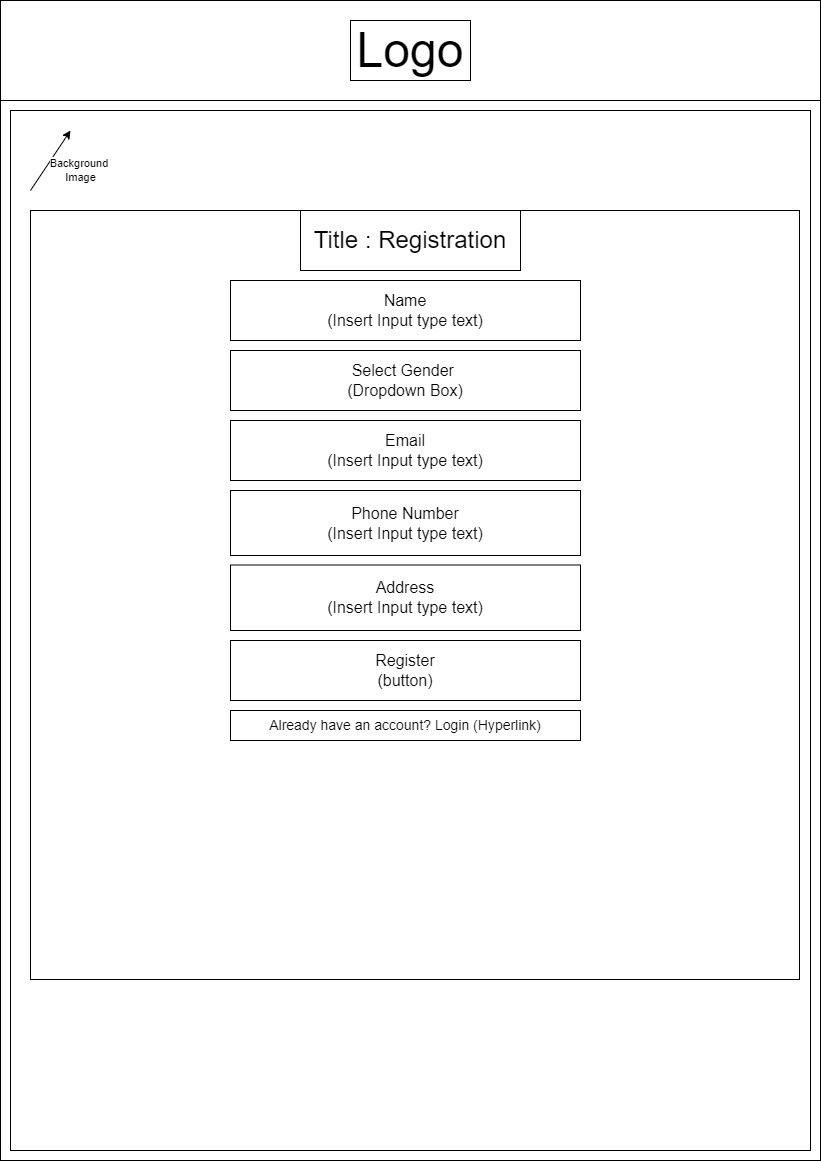 Logo
Background
Image
Title : Registration
Name
(Insert Input type text)
Select Gender
(Dropdown Box)
Email
(Insert Input type text)
Phone Number
(Insert Input type text)
Address
(Insert Input type text)
Register
(button)
Already have an account? Login (Hyperlink)